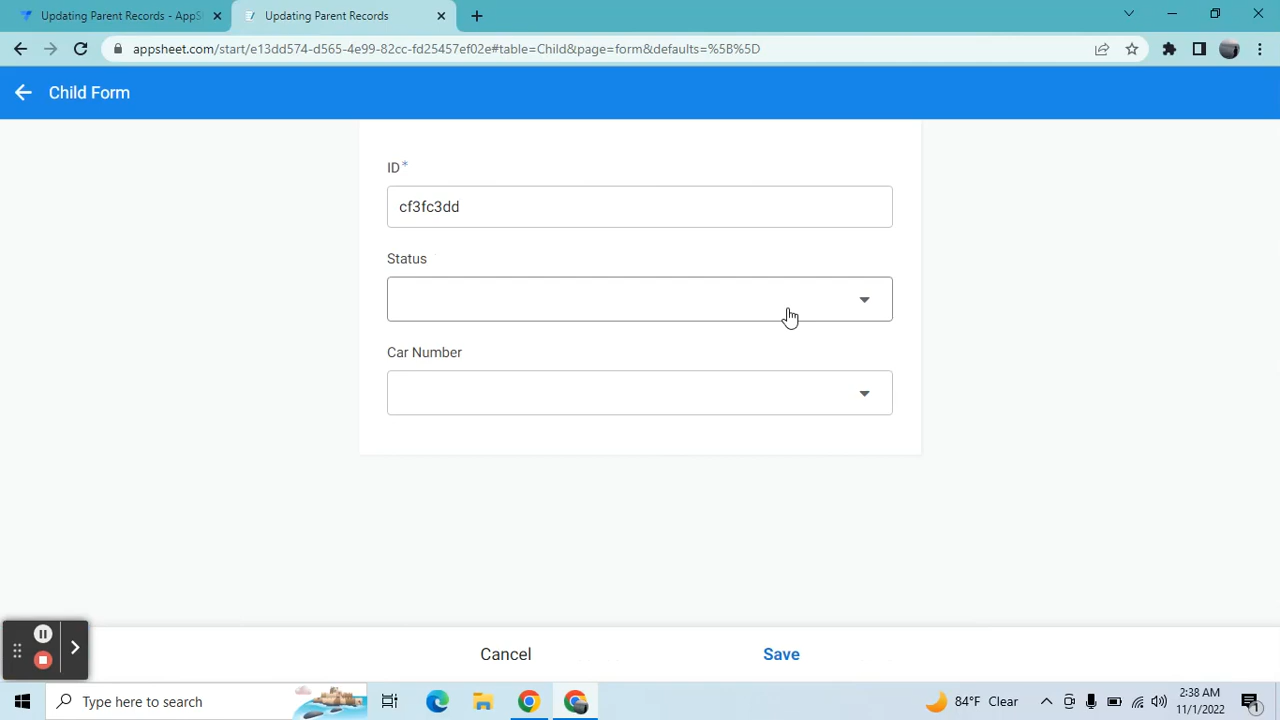 Updating Parent Records - AppS
Updating Parent Records
appsheet.com/start/e13dd574-d565-4e99-82cc-fd25457ef02e#table=Child&page=form&defaults=%5B%5D
Child Form
ID*
cf3fc3dd
Status
Car Number
Cancel
Save
Type here to search
84°F Clear
2:38 AM
11/1/2022
1